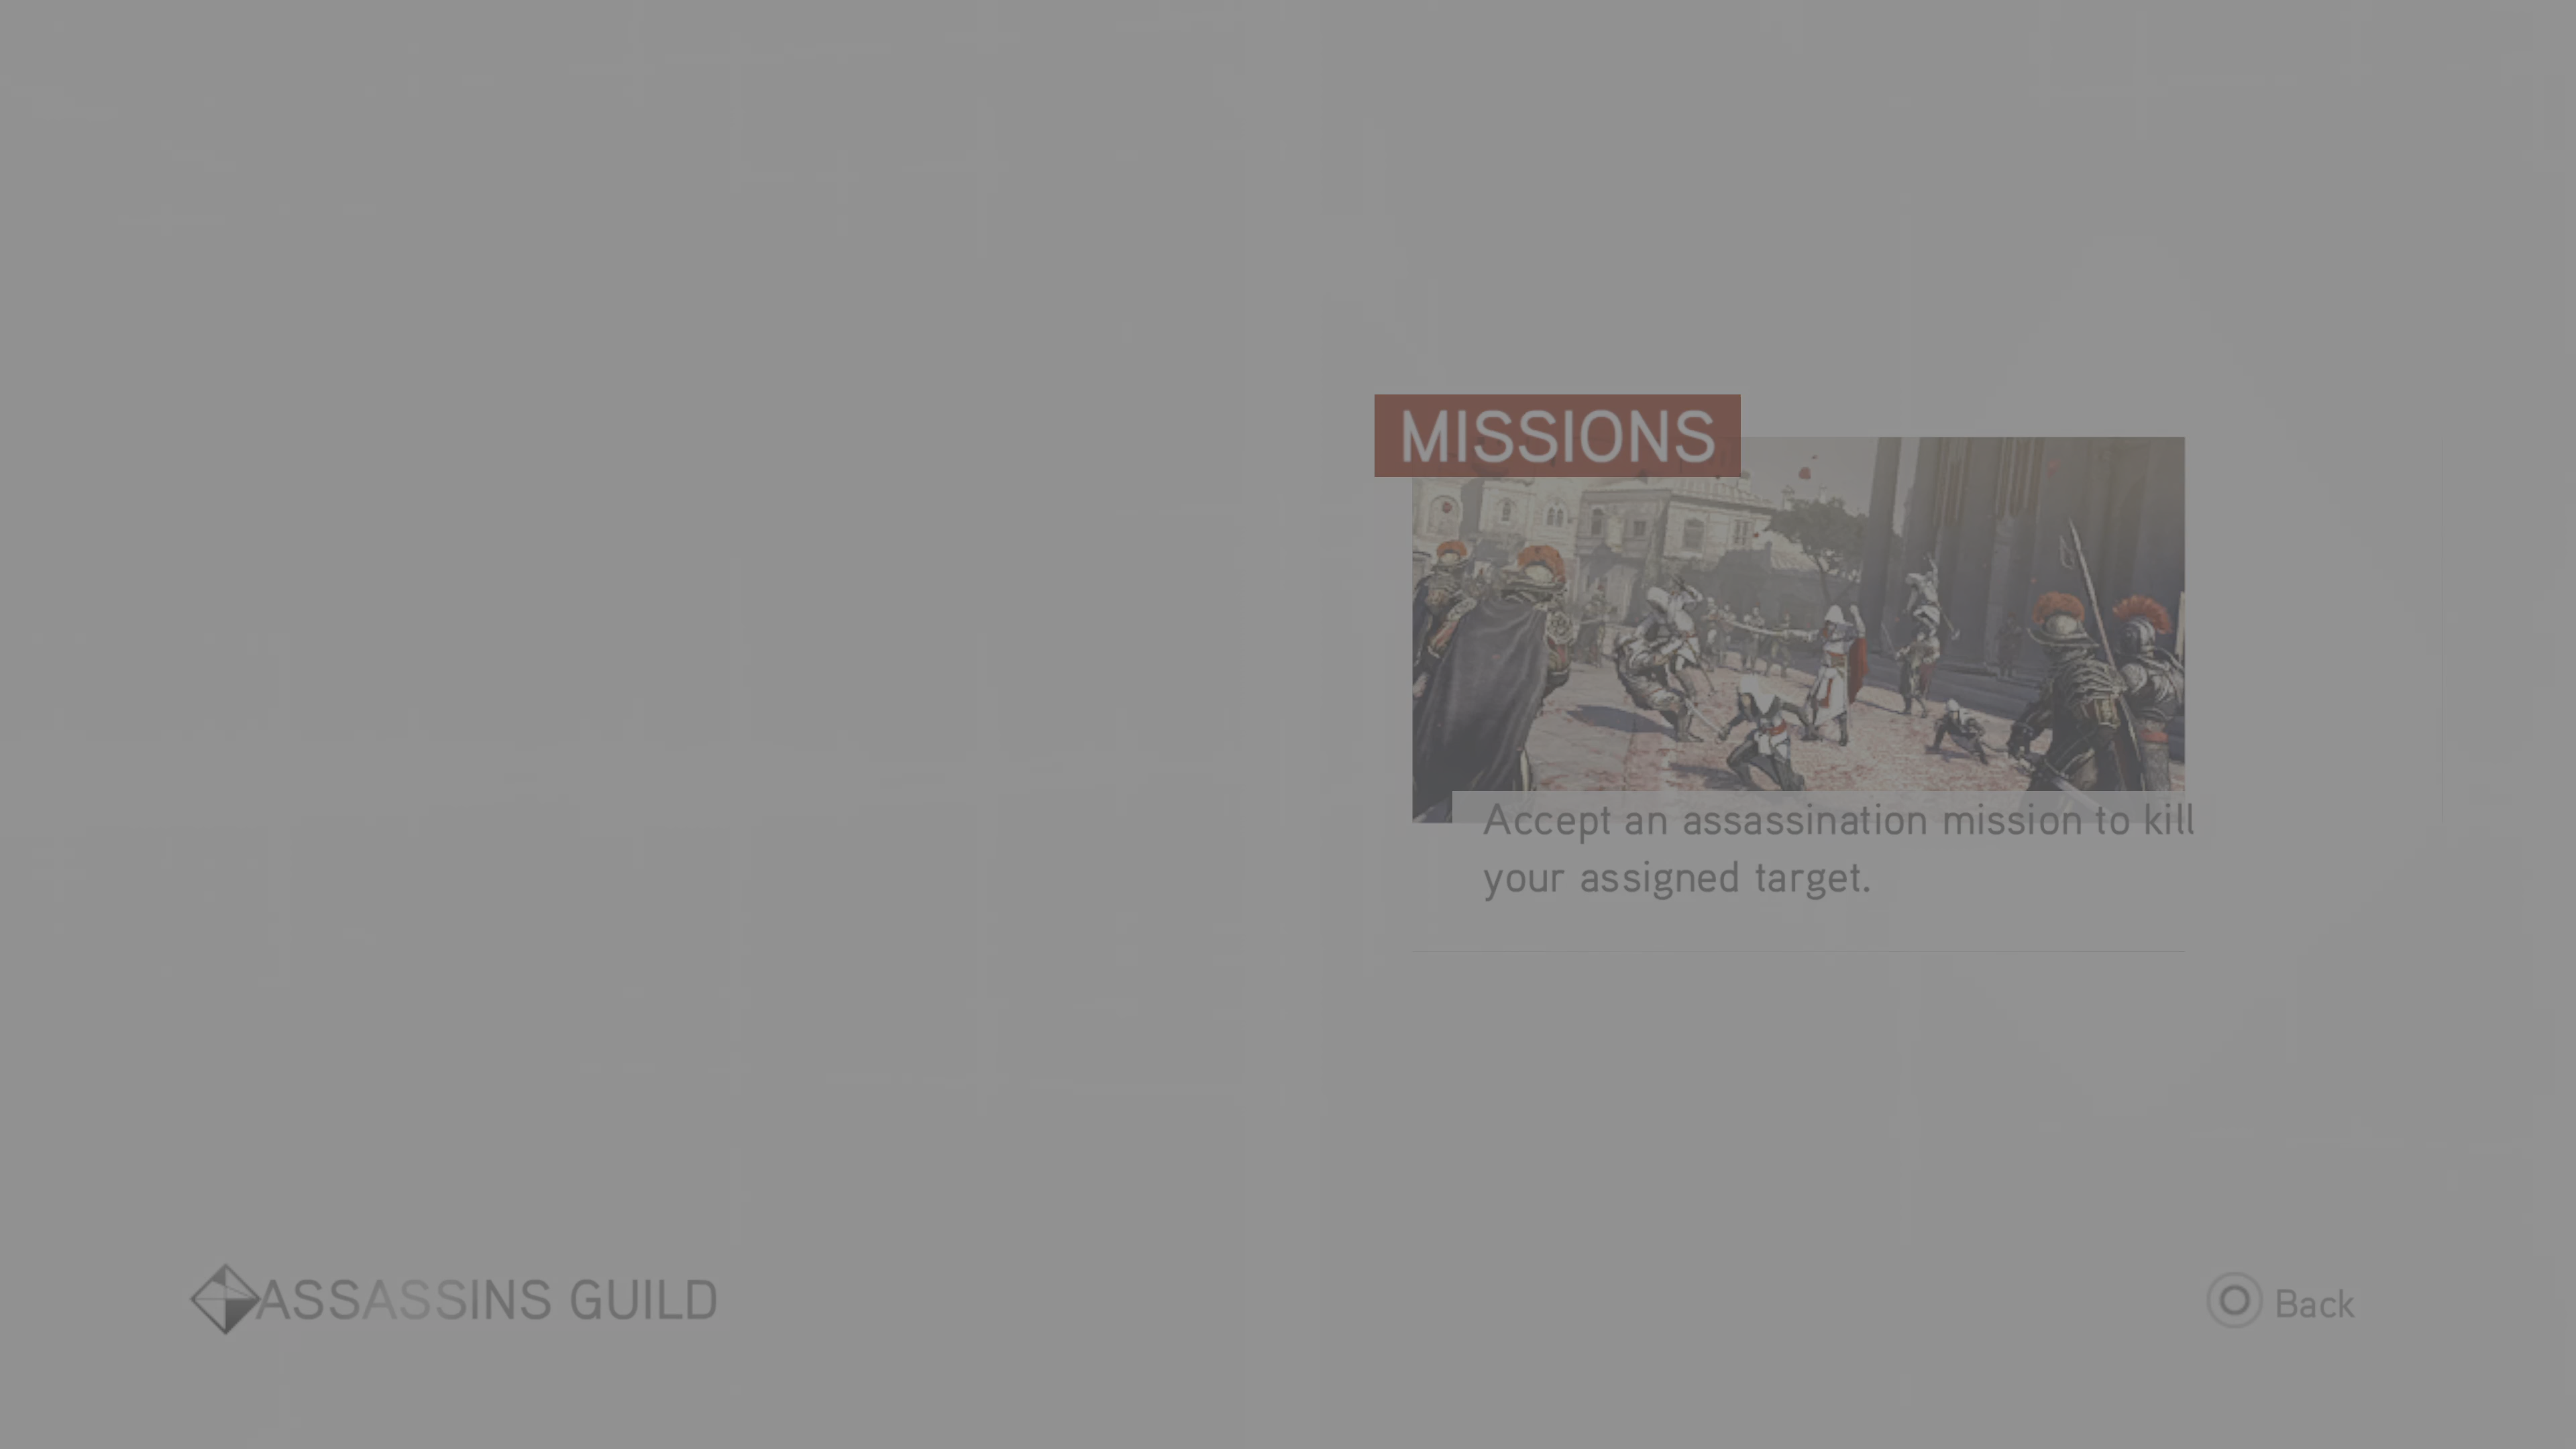 MISSIONS
Accept an assassination mission to kill
your assigned target.
ASSASSINS GUILD
Back